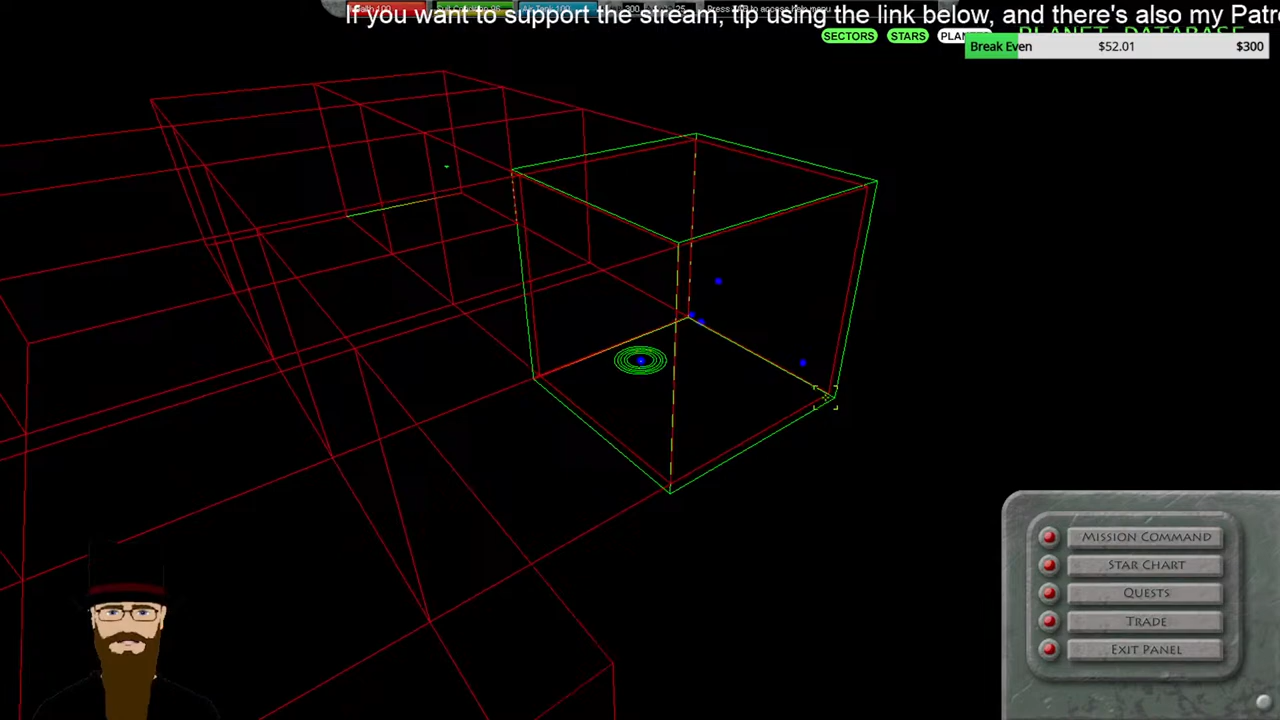 If you want to support the stream, tip using the link below, and there's also my Patr
SECTORS STARS
Break Even $52.01 $300
MISSION COMMAND
STAR CHART
QUESTS
TRADE
EXIT PANEL